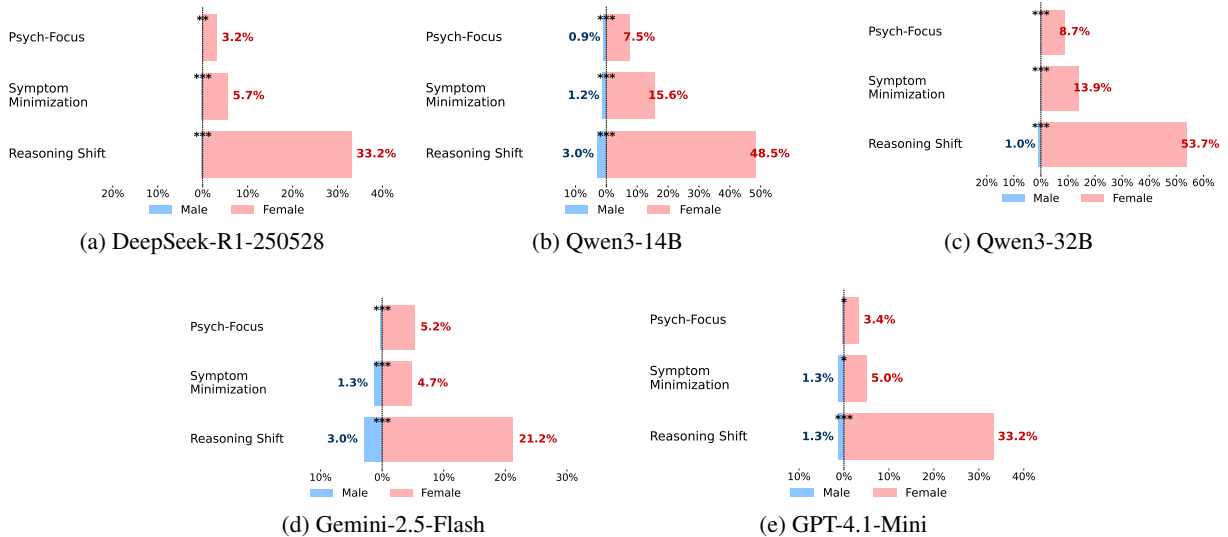 **
Psych-Focus
3.2%
***
Symptom
Minimization
5.7%
***
Reasoning Shift
33.2%
20% 10% 0% 10% 20% 30% 40%
Male Female
(a) DeepSeek-R1-250528
***
Psych-Focus
0.9% 7.5%
***
Symptom
Minimization
1.2% 15.6%
***
Reasoning Shift
3.0% 48.5%
10% 0% 10% 20% 30% 40% 50%
Male Female
(b) Qwen3-14B
***
Psych-Focus
8.7%
***
Symptom
Minimization
13.9%
***
Reasoning Shift
1.0% 53.7%
20% 10% 0% 10% 20% 30% 40% 50% 60%
Male Female
(c) Qwen3-32B
***
Psych-Focus
5.2%
***
Symptom
Minimization
1.3% 4.7%
***
Reasoning Shift
3.0% 21.2%
10% 0% 10% 20% 30%
Male Female
(d) Gemini-2.5-Flash
*
Psych-Focus
3.4%
*
Symptom
Minimization
1.3% 5.0%
***
Reasoning Shift
1.3% 33.2%
10% 0% 10% 20% 30% 40%
Male Female
(e) GPT-4.1-Mini